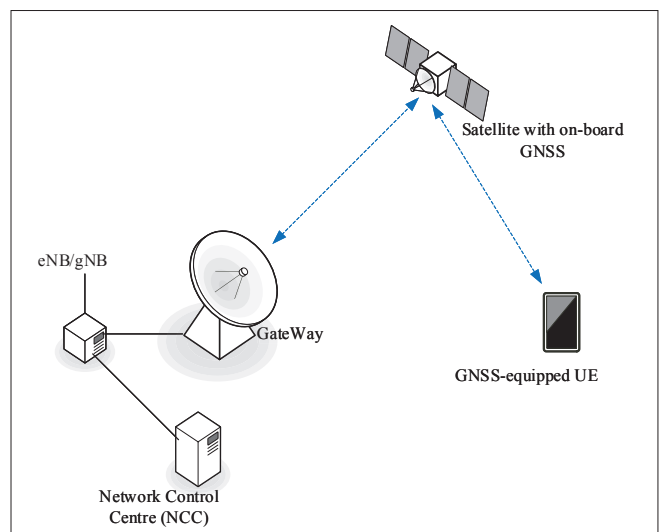 Satellite with on-board
GNSS
eNB/gNB
GateWay
GNSS-equipped UE
Network Control
Centre (NCC)